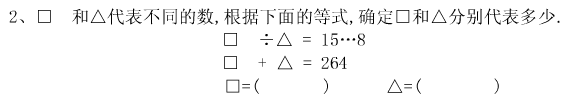 2、□ 和△代表不同的数,根据下面的等式,确定□和△分别代表多少.
□ ÷△ = 15…8
□ + △ = 264
□=( ) △=( )